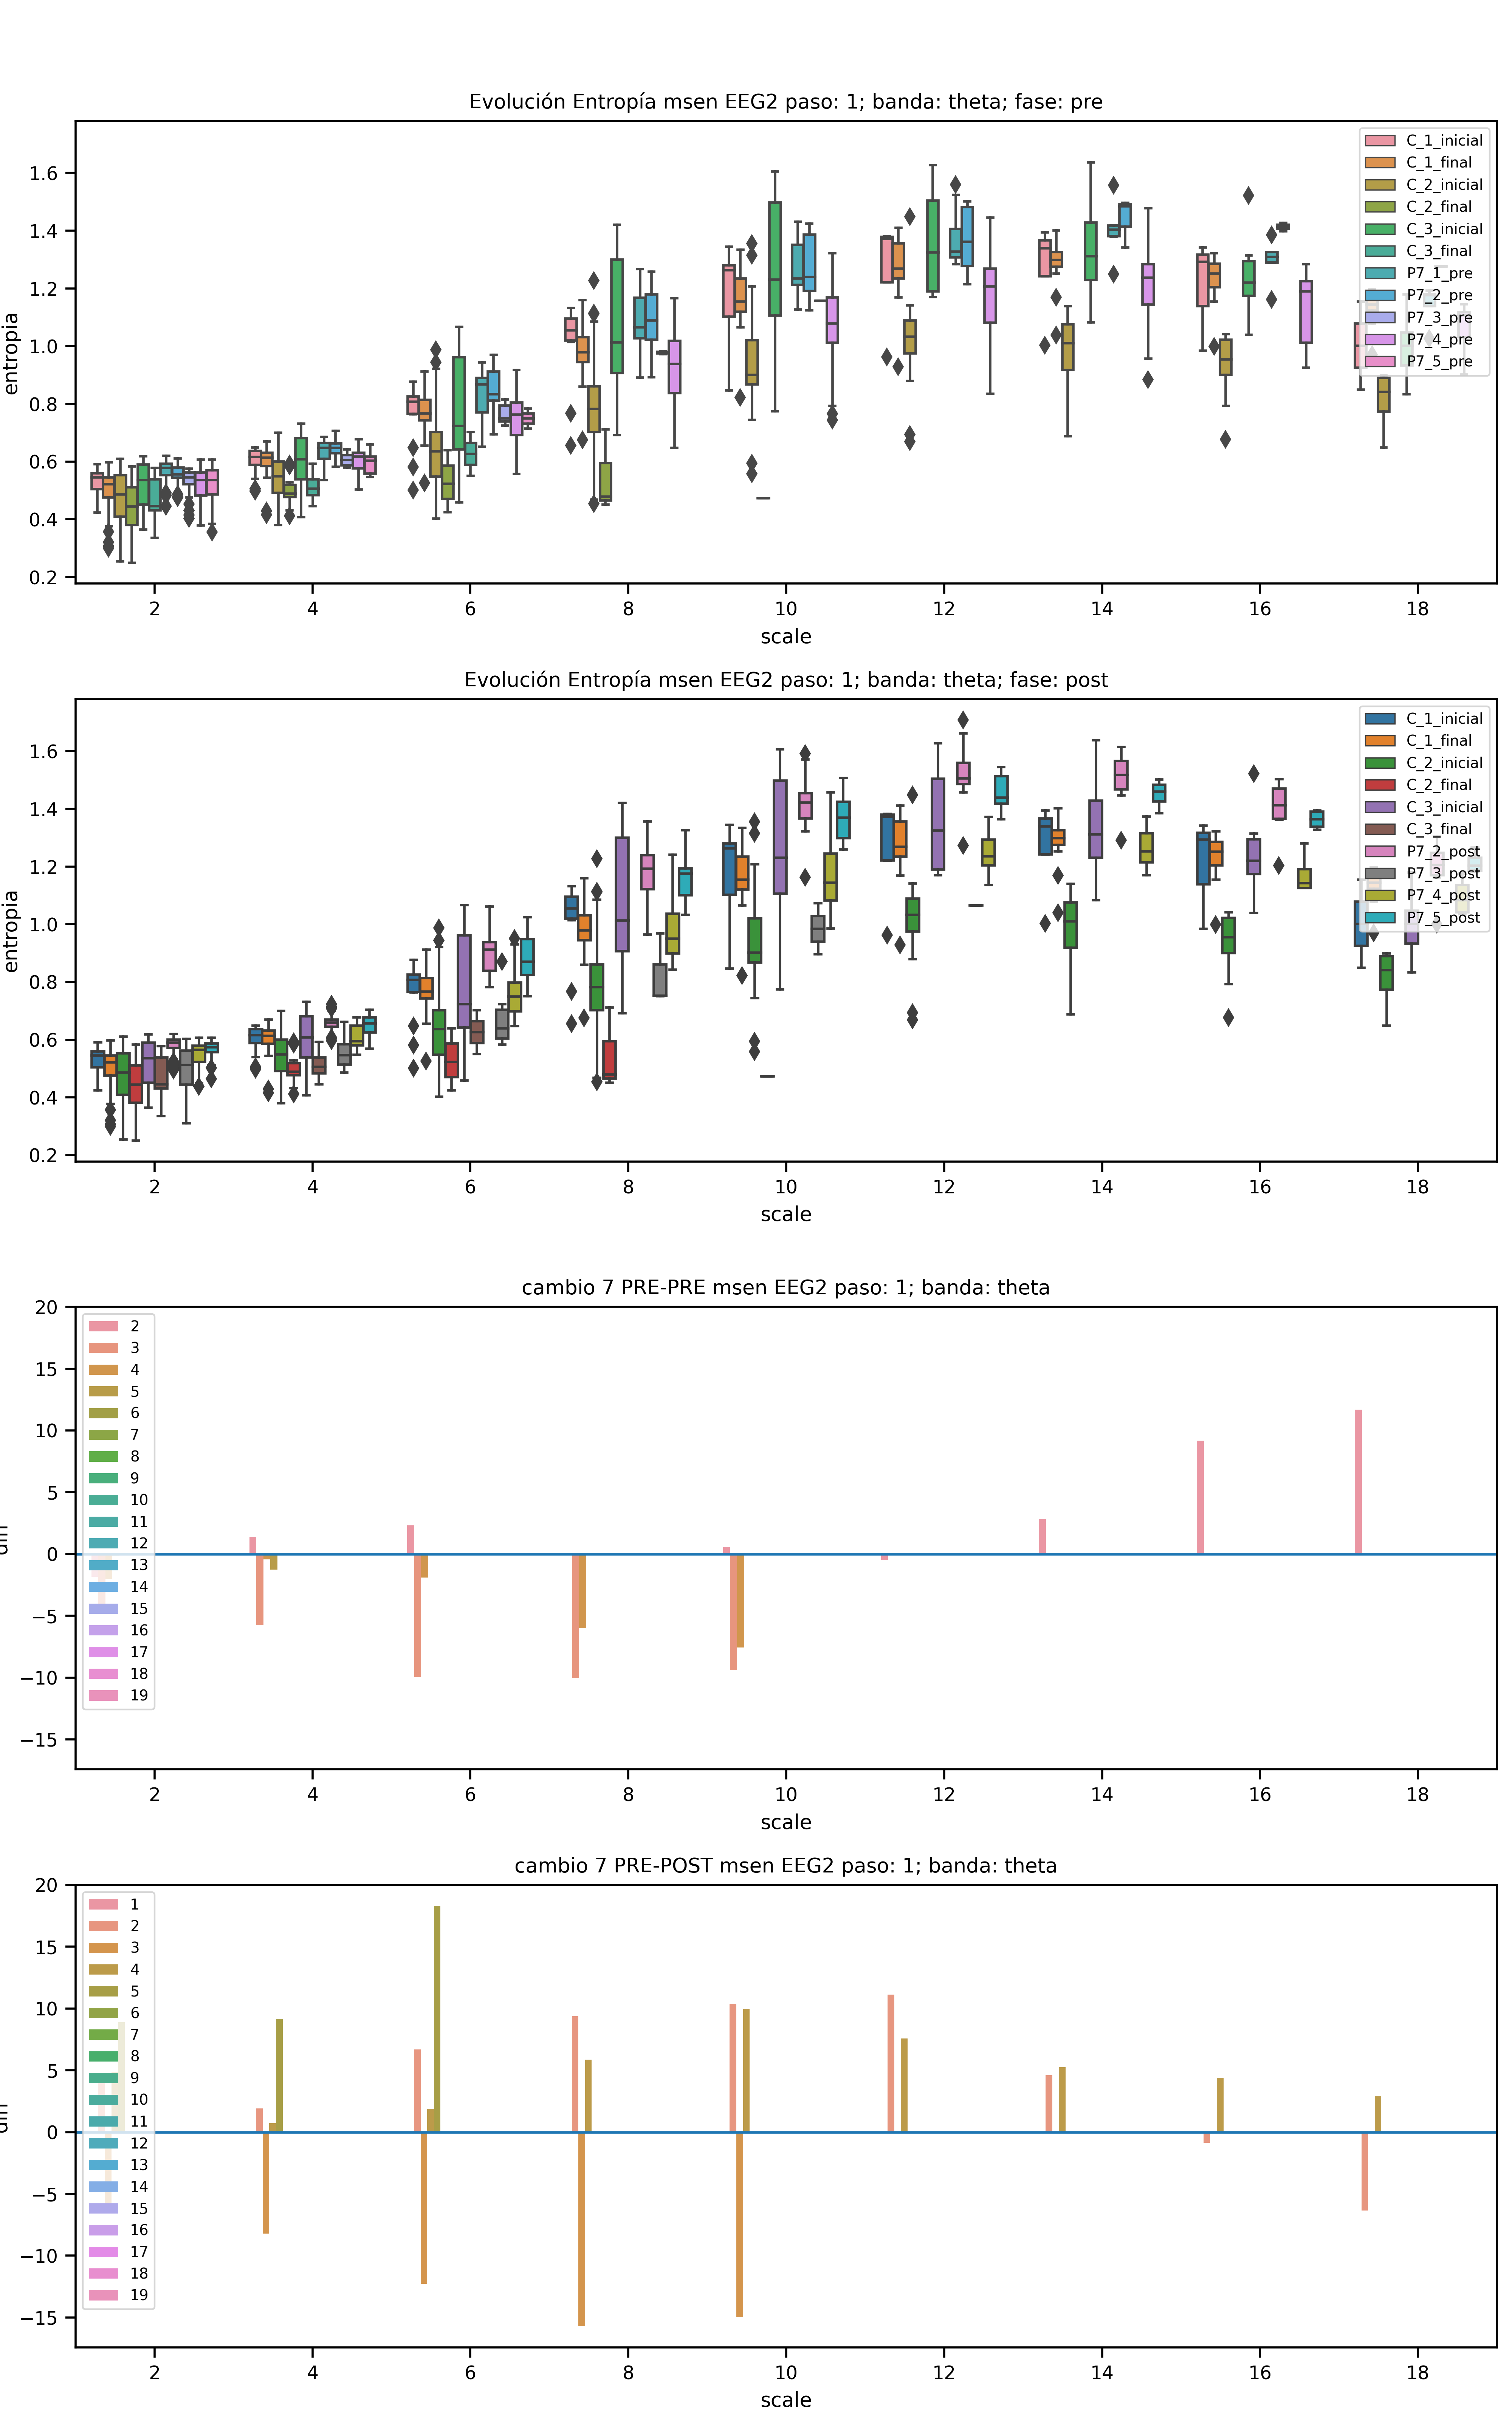 Evolución Entropía msen EEG2 paso: 1; banda: theta; fase: pre
entropia
1.6
1.4
1.2
1.0
0.8
0.6
0.4
0.2
C_1_inicial
C_1_final
C_2_inicial
C_2_final
C_3_inicial
C_3_final
P7_1_pre
P7_2_pre
P7_3_pre
P7_4_pre
P7_5_pre
2 4 6 8 10 12 14 16 18
scale
Evolución Entropía msen EEG2 paso: 1; banda: theta; fase: post
entropia
1.6
1.4
1.2
1.0
0.8
0.6
0.4
0.2
C_1_inicial
C_1_final
C_2_inicial
C_2_final
C_3_inicial
C_3_final
P7_2_post
P7_3_post
P7_4_post
P7_5_post
2 4 6 8 10 12 14 16 18
scale
cambio 7 PRE-PRE msen EEG2 paso: 1; banda: theta
20
15
10
5
0
−5
−10
−15
2
3
4
5
6
7
8
9
10
11
12
13
14
15
16
17
18
19
2 4 6 8 10 12 14 16 18
scale
cambio 7 PRE-POST msen EEG2 paso: 1; banda: theta
20
15
10
5
0
−5
−10
−15
1
2
3
4
5
6
7
8
9
10
11
12
13
14
15
16
17
18
19
2 4 6 8 10 12 14 16 18
scale